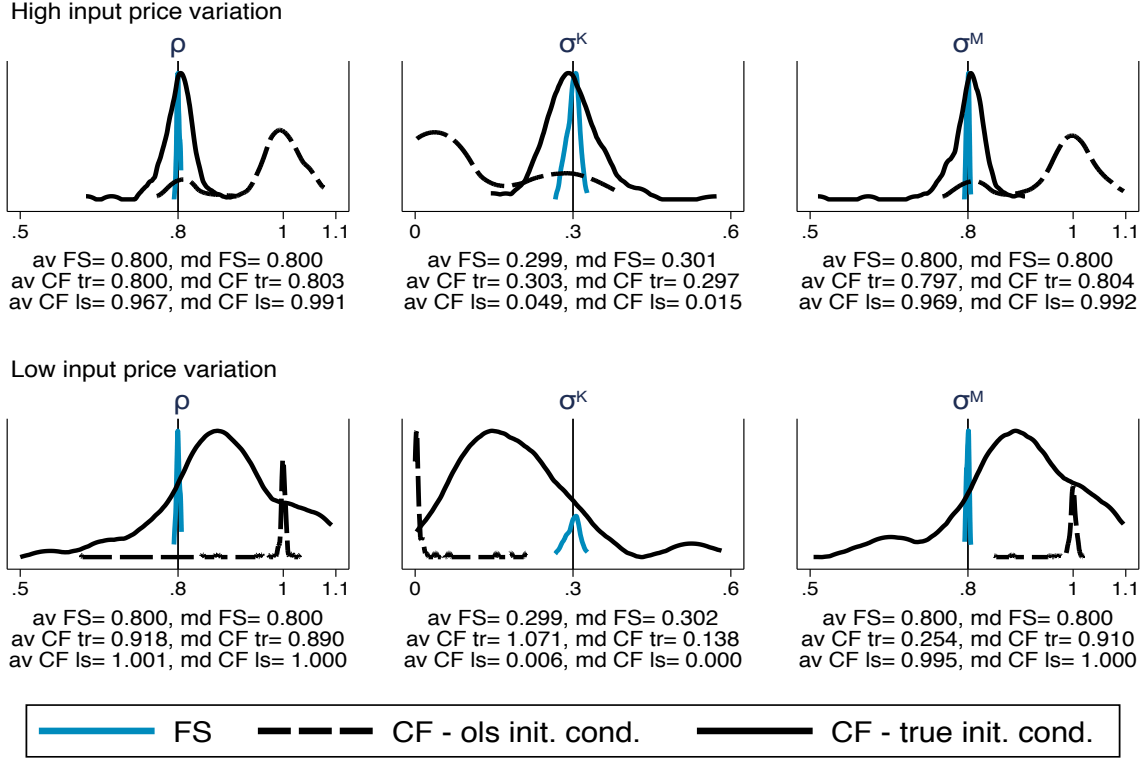 High input price variation
ρ σᴷ σᴹ
.5 .8 1 1.1 0 .3 .6 .5 .8 1 1.1
av FS= 0.800, md FS= 0.800 av FS= 0.299, md FS= 0.301 av FS= 0.800, md FS= 0.800
av CF tr= 0.800, md CF tr= 0.803 av CF tr= 0.303, md CF tr= 0.297 av CF tr= 0.797, md CF tr= 0.804
av CF ls= 0.967, md CF ls= 0.991 av CF ls= 0.049, md CF ls= 0.015 av CF ls= 0.969, md CF ls= 0.992
Low input price variation
ρ σᴷ σᴹ
.5 .8 1 1.1 0 .3 .6 .5 .8 1 1.1
av FS= 0.800, md FS= 0.800 av FS= 0.299, md FS= 0.302 av FS= 0.800, md FS= 0.800
av CF tr= 0.918, md CF tr= 0.890 av CF tr= 1.071, md CF tr= 0.138 av CF tr= 0.254, md CF tr= 0.910
av CF ls= 1.001, md CF ls= 1.000 av CF ls= 0.006, md CF ls= 0.000 av CF ls= 0.995, md CF ls= 1.000
FS CF - ols init. cond. CF - true init. cond.